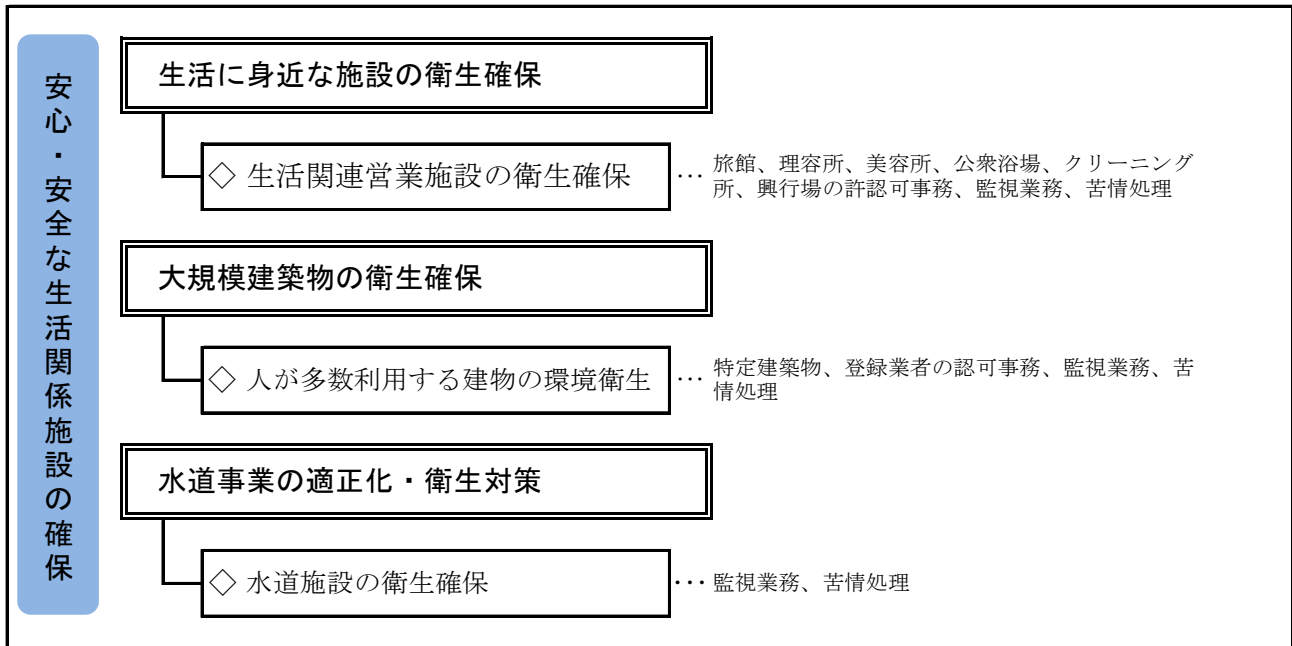 安心・安全な生活関係施設の確保
生活に身近な施設の衛生確保
◇ 生活関連営業施設の衛生確保
… 旅館、理容所、美容所、公衆浴場、クリーニング
所、興行場の許認可事務、監視業務、苦情処理
大規模建築物の衛生確保
◇ 人が多数利用する建物の環境衛生
… 特定建築物、登録業者の認可事務、監視業務、苦
情処理
水道事業の適正化・衛生対策
◇ 水道施設の衛生確保
… 監視業務、苦情処理